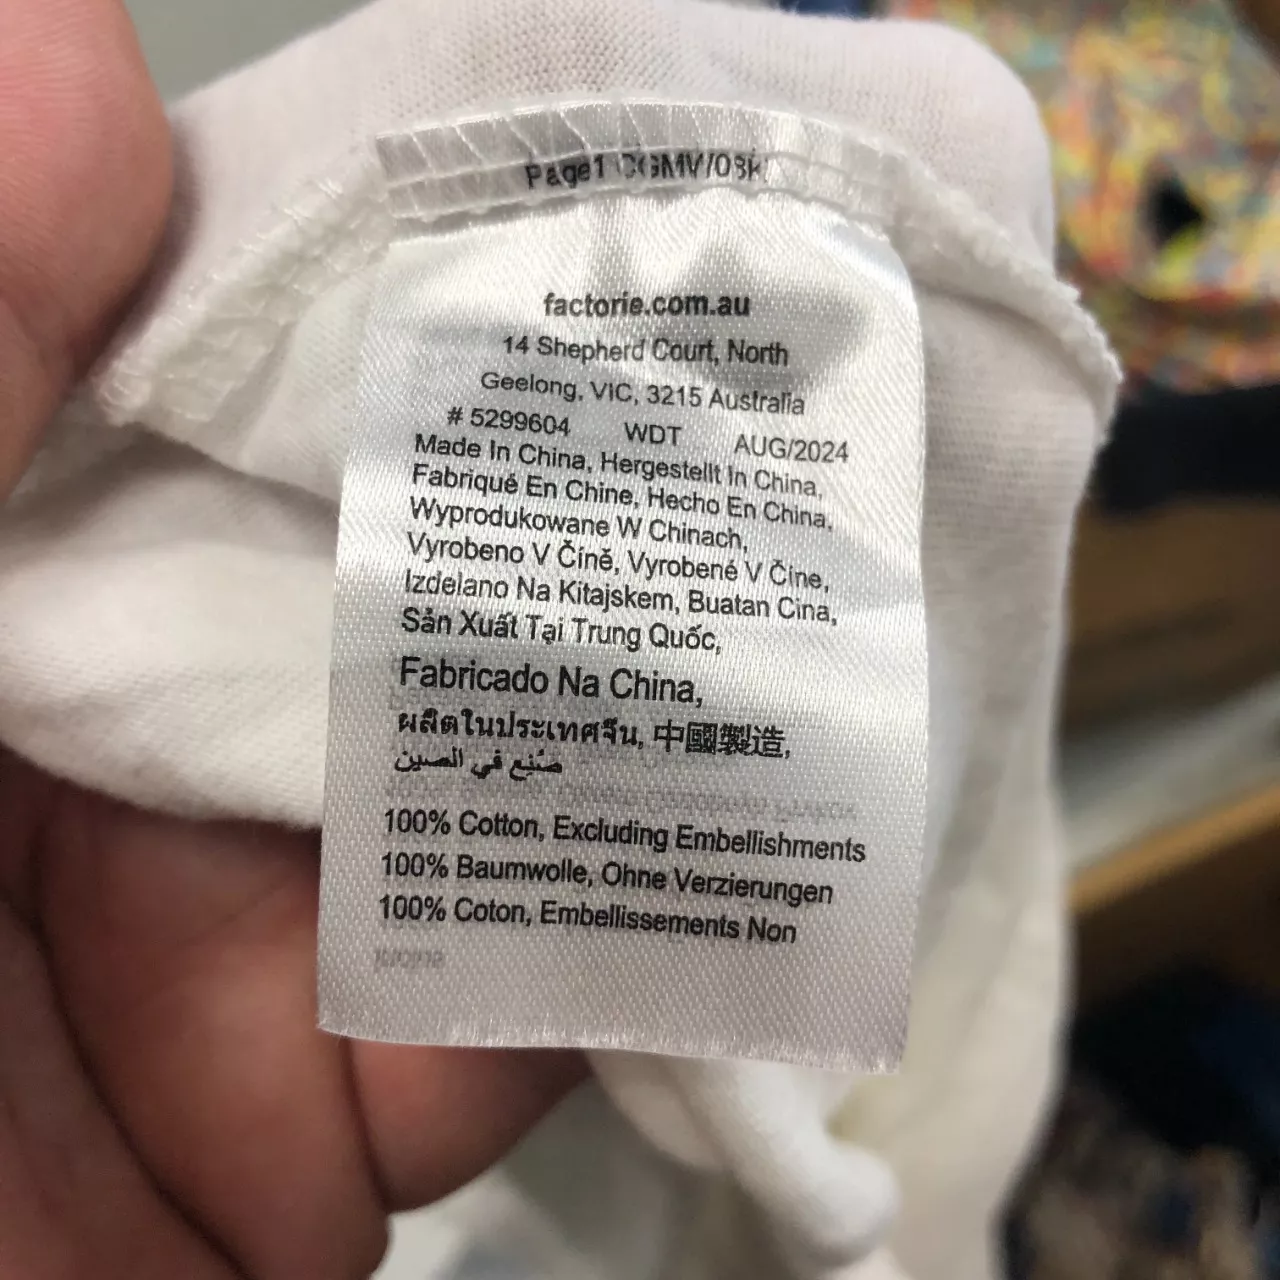 Page1 CGMW/03
factorie.com.au
14 Shepherd Court, North
Geelong, VIC, 3215 Australia
# 5299604 WDT AUG/2024
Made In China, Hergestellt In China,
Fabriqué En Chine, Hecho En China,
Wyprodukowane W Chinach,
Vyrobeno V Číně, Vyrobené V Číne,
Izdelano Na Kitajskem, Buatan Cina,
Sản Xuất Tại Trung Quốc,
Fabricado Na China,
ผลิตในประเทศจีน, 中國製造,
صُنِع في الصين
100% Cotton, Excluding Embellishments
100% Baumwolle, Ohne Verzierungen
100% Coton, Embellissements Non